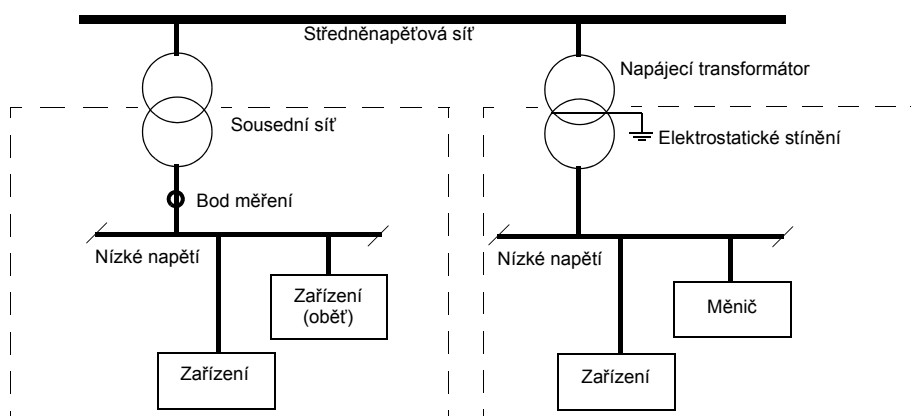 Středněnapěťová síť
Napájecí transformátor
Sousední síť
Elektrostatické stínění
Bod měření
Nízké napětí
Nízké napětí
Zařízení
(oběť)
Měnič
Zařízení
Zařízení